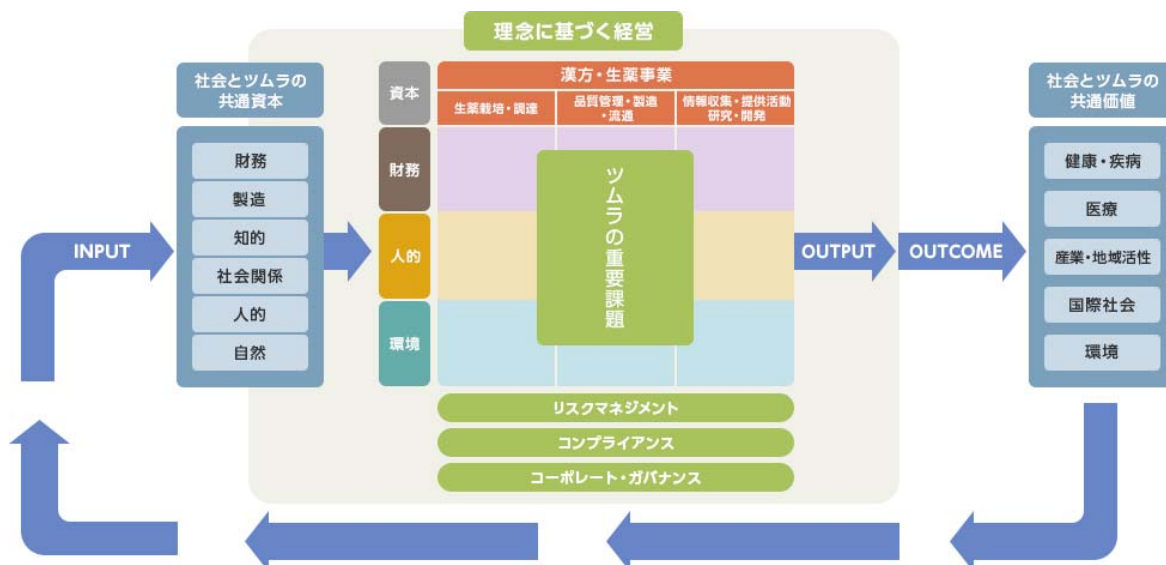 理念に基づく経営
社会とツムラの
共通資本
財務
製造
知的
社会関係
人的
自然
INPUT
資本
漢方・生薬事業
生薬栽培・調達
品質管理・製造
・流通
情報収集・提供活動
研究・開発
財務
人的
環境
ツムラの重要課題
リスクマネジメント
コンプライアンス
コーポレート・ガバナンス
OUTPUT
OUTCOME
社会とツムラの
共通価値
健康・疾病
医療
産業・地域活性
国際社会
環境